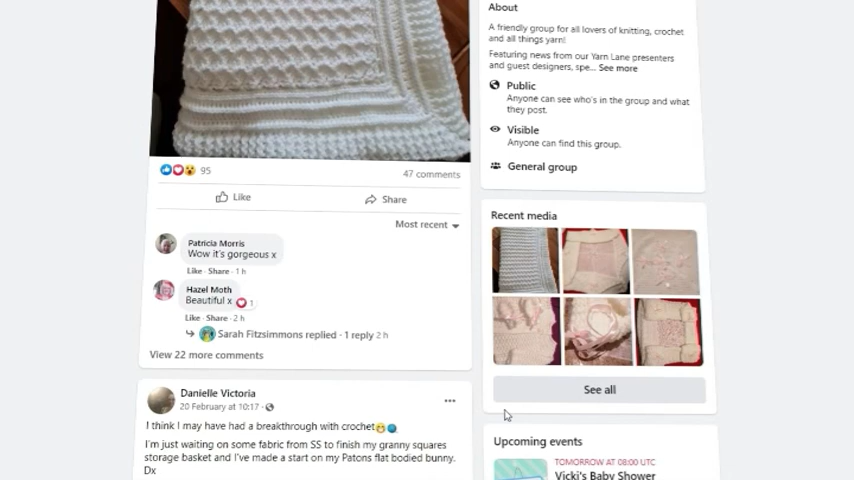 95
47 comments
Like
Share
Most recent
Patricia Morris
Wow it's gorgeous x
Like · Share · 1 h
Hazel Moth
Beautiful x
1
Like · Share · 2 h
Sarah Fitzsimmons replied · 1 reply 2 h
View 22 more comments
Danielle Victoria
20 February at 10:17 ·
I think I may have had a breakthrough with crochet
I'm just waiting on some fabric from SS to finish my granny squares
storage basket and I've made a start on my Patons flat bodied bunny.
Dx
About
A friendly group for all lovers of knitting, crochet
and all things yarn!
Featuring news from our Yarn Lane presenters
and guest designers, spe... See more
Public
Anyone can see who's in the group and what
they post.
Visible
Anyone can find this group.
General group
Recent media
See all
Upcoming events
TOMORROW AT 08:00 UTC
Vicki's Baby Shower